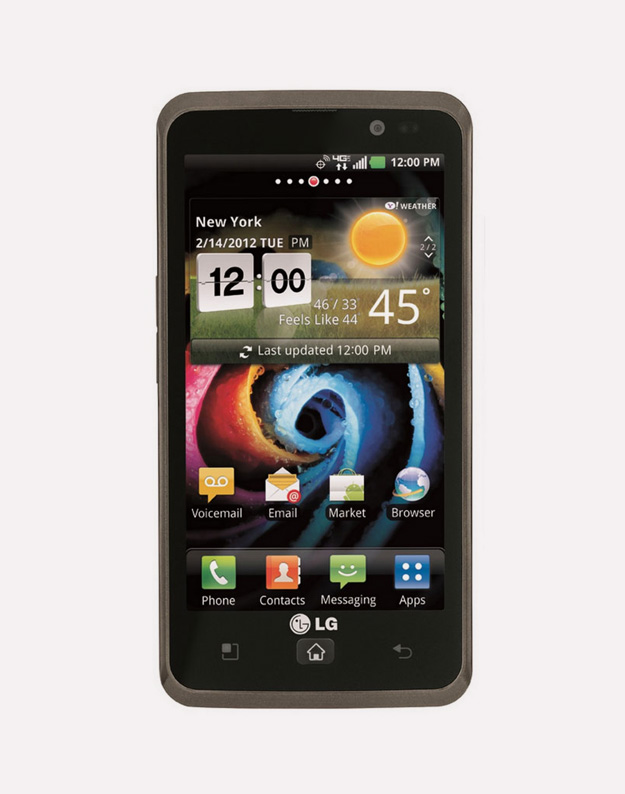 4G 12:00 PM
Y! WEATHER
New York
2/14/2012 TUE PM
2/2
12:00
46 / 33
45°
Feels Like 44
Last updated 12:00 PM
Voicemail Email Market Browser
Phone Contacts Messaging Apps
LG